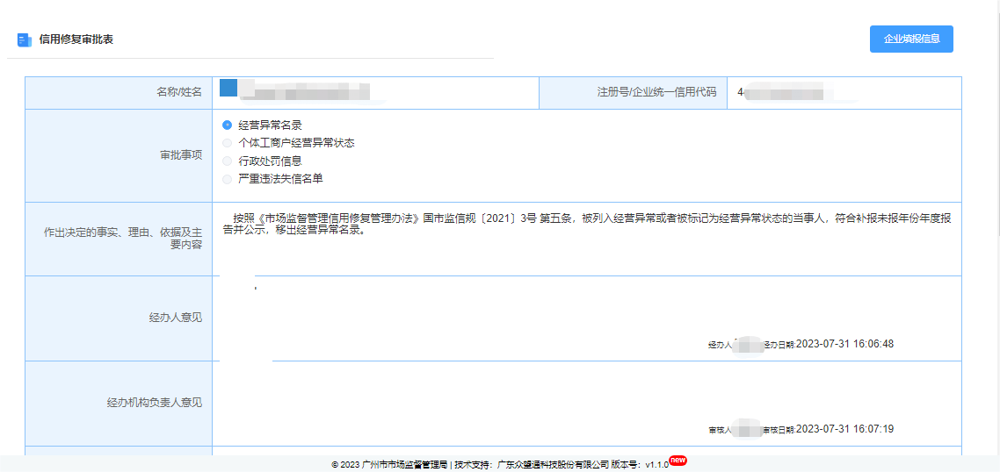 信用修复审批表
企业填报信息
名称/姓名
注册号/企业统一信用代码
4
审批事项
经营异常名录
个体工商户经营异常状态
行政处罚信息
严重违法失信名单
作出决定的事实、理由、依据及主
要内容
按照《市场监督管理信用修复管理办法》国市监信规〔2021〕3号 第五条，被列入经营异常或者被标记为经营异常状态的当事人，符合补报未报年份年度报
告并公示，移出经营异常名录。
经办人意见
经办人 经办日期:2023-07-31 16:06:48
经办机构负责人意见
审核人 审核日期:2023-07-31 16:07:19
© 2023 广州市市场监督管理局 | 技术支持：广东众望通科技股份有限公司 版本号：v1.1.0 new